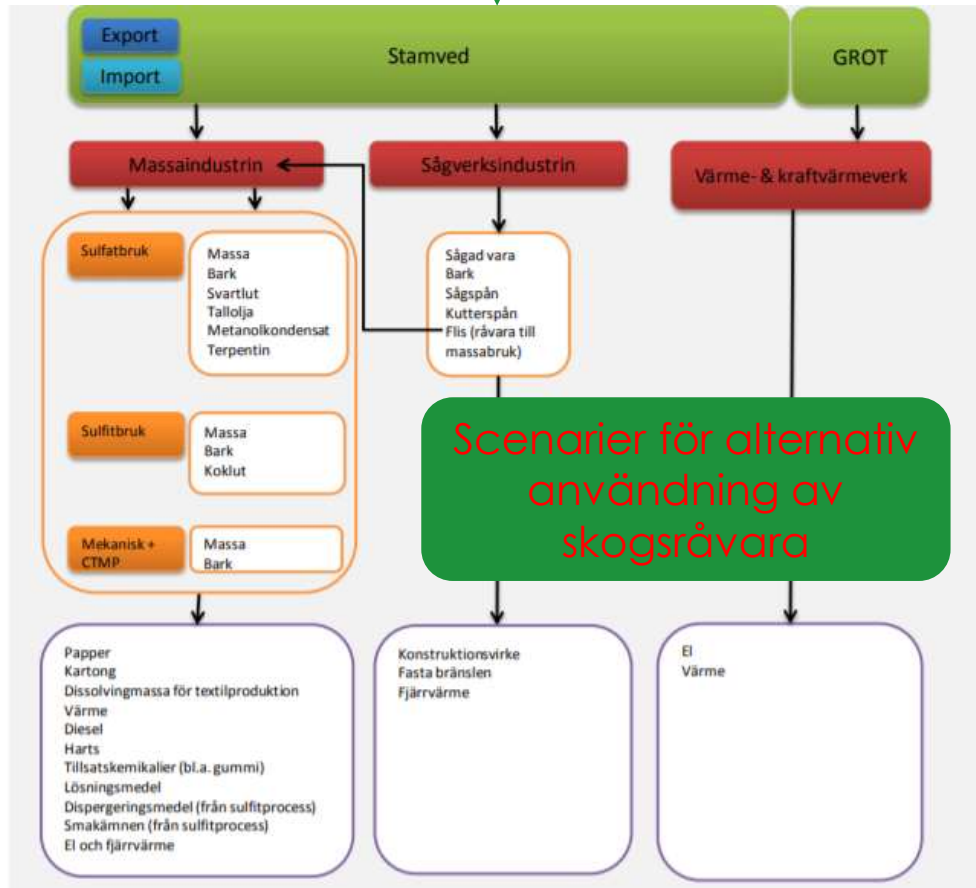 Export
Import
Stamved
GROT
Massaindustrin
Sågverksindustrin
Värme- & kraftvärmeverk
Sulfatbruk
Massa
Bark
Svartlut
Tallolja
Metanolkondensat
Terpentin
Sulfitbruk
Massa
Bark
Koklut
Mekanisk +
CTMP
Massa
Bark
Sågad vara
Bark
Sågspån
Kutterspån
Flis (råvara till
massabruk)
Scenarier för alternativ
användning av
skogsråvara
Papper
Kartong
Dissolvingmassa för textilproduktion
Värme
Diesel
Harts
Tillsatskemikalier (bl.a. gummi)
Lösningsmedel
Dispergeringsmedel (från sulfitprocess)
Smakämnen (från sulfitprocess)
El och fjärrvärme
Konstruktionsvirke
Fasta bränslen
Fjärrvärme
El
Värme